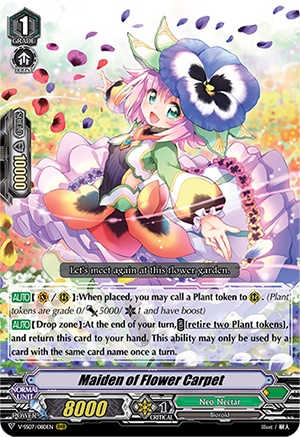 1
GRADE
BOOST
SHIELD
10000
Let's meet again at this flower garden.
AUTO [ / ]:When placed, you may call a Plant token to . (Plant
tokens are grade 0/ 5000/ 1 and have boost)
AUTO [Drop zone]:At the end of your turn, [retire two Plant tokens],
and return this card to your hand. This ability may only be used by a
card with the same card name once a turn.
Maiden of Flower Carpet
NORMAL
UNIT
POWER
8000
1
CRITICAL
Neo Nectar
Bioroid
V-SS07/080EN RRR
illust /